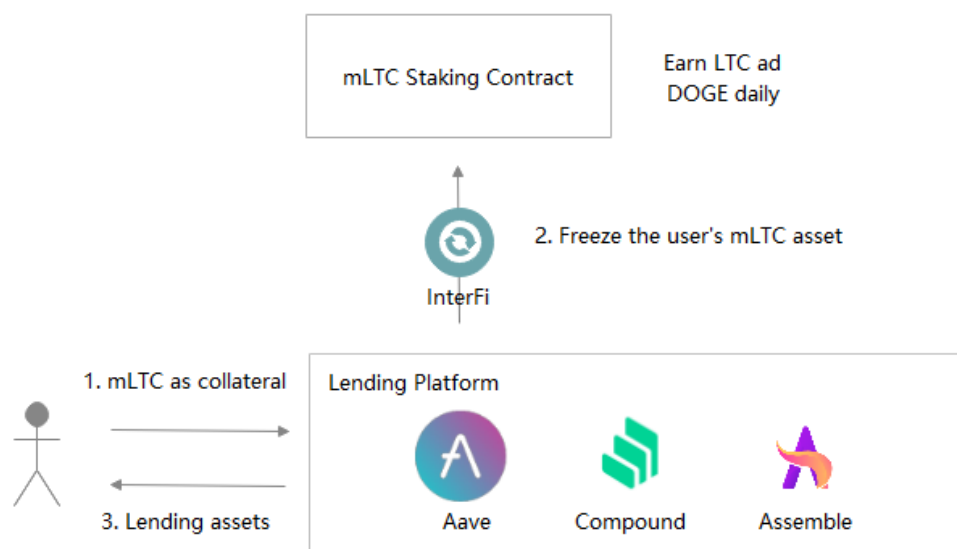 mLTC Staking Contract
Earn LTC ad
DOGE daily
2. Freeze the user's mLTC asset
InterFi
1. mLTC as collateral
Lending Platform
3. Lending assets
Aave
Compound
Assemble